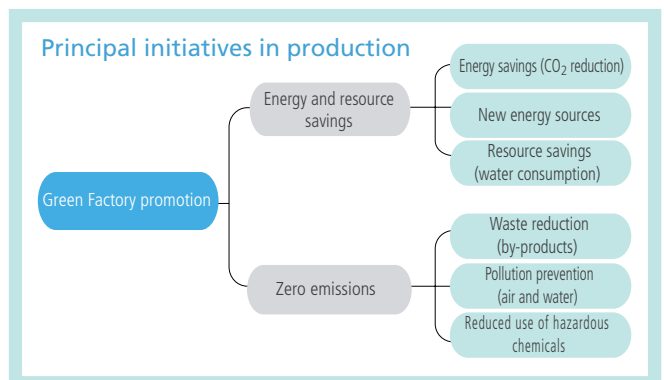 Principal initiatives in production
Green Factory promotion
Energy and resource
savings
Energy savings (CO₂ reduction)
New energy sources
Resource savings
(water consumption)
Zero emissions
Waste reduction
(by-products)
Pollution prevention
(air and water)
Reduced use of hazardous
chemicals